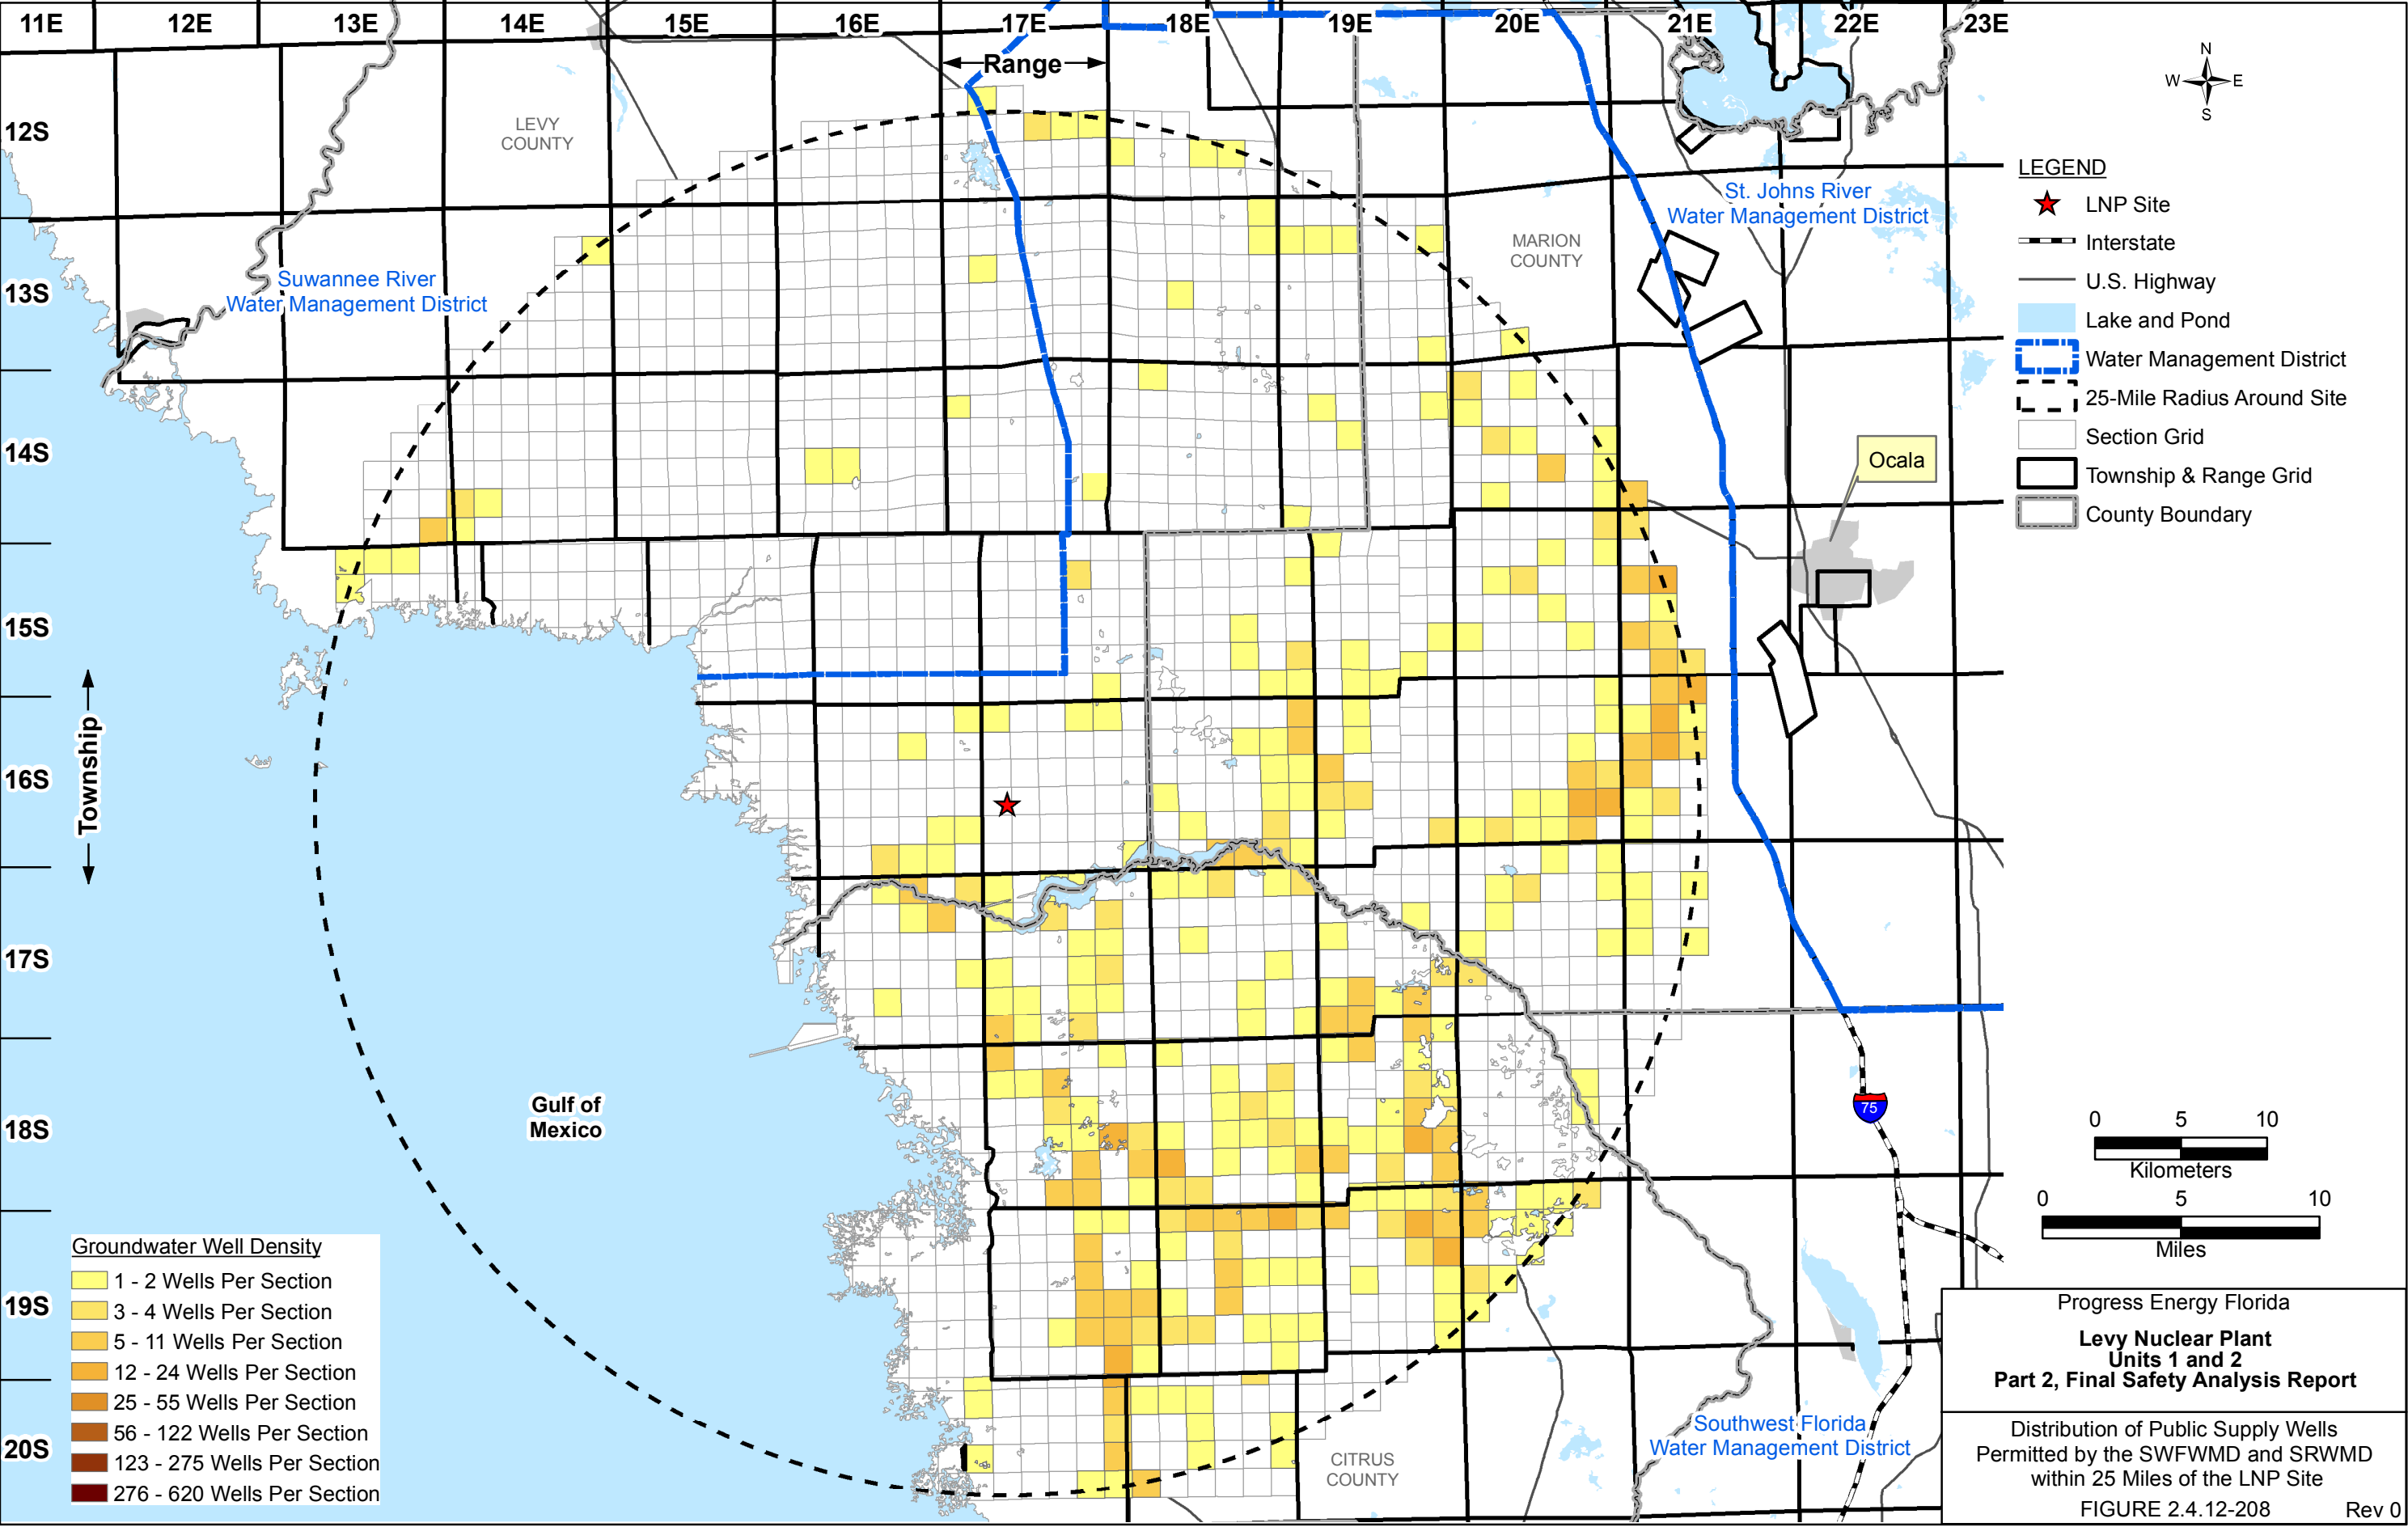 11E
12E
13E
14E
15E
16E
17E
18E
19E
20E
21E
22E
23E
Range
N
W E
S
12S
13S
14S
15S
16S
17S
18S
19S
20S
Township
LEVY
COUNTY
Suwannee River
Water Management District
MARION
COUNTY
St. Johns River
Water Management District
Ocala
Gulf of
Mexico
75
CITRUS
COUNTY
Southwest Florida
Water Management District
LEGEND
LNP Site
Interstate
U.S. Highway
Lake and Pond
Water Management District
25-Mile Radius Around Site
Section Grid
Township & Range Grid
County Boundary
0 5 10
Kilometers
0 5 10
Miles
Groundwater Well Density
1 - 2 Wells Per Section
3 - 4 Wells Per Section
5 - 11 Wells Per Section
12 - 24 Wells Per Section
25 - 55 Wells Per Section
56 - 122 Wells Per Section
123 - 275 Wells Per Section
276 - 620 Wells Per Section
Progress Energy Florida
Levy Nuclear Plant
Units 1 and 2
Part 2, Final Safety Analysis Report
Distribution of Public Supply Wells
Permitted by the SWFWMD and SRWMD
within 25 Miles of the LNP Site
FIGURE 2.4.12-208 Rev 0